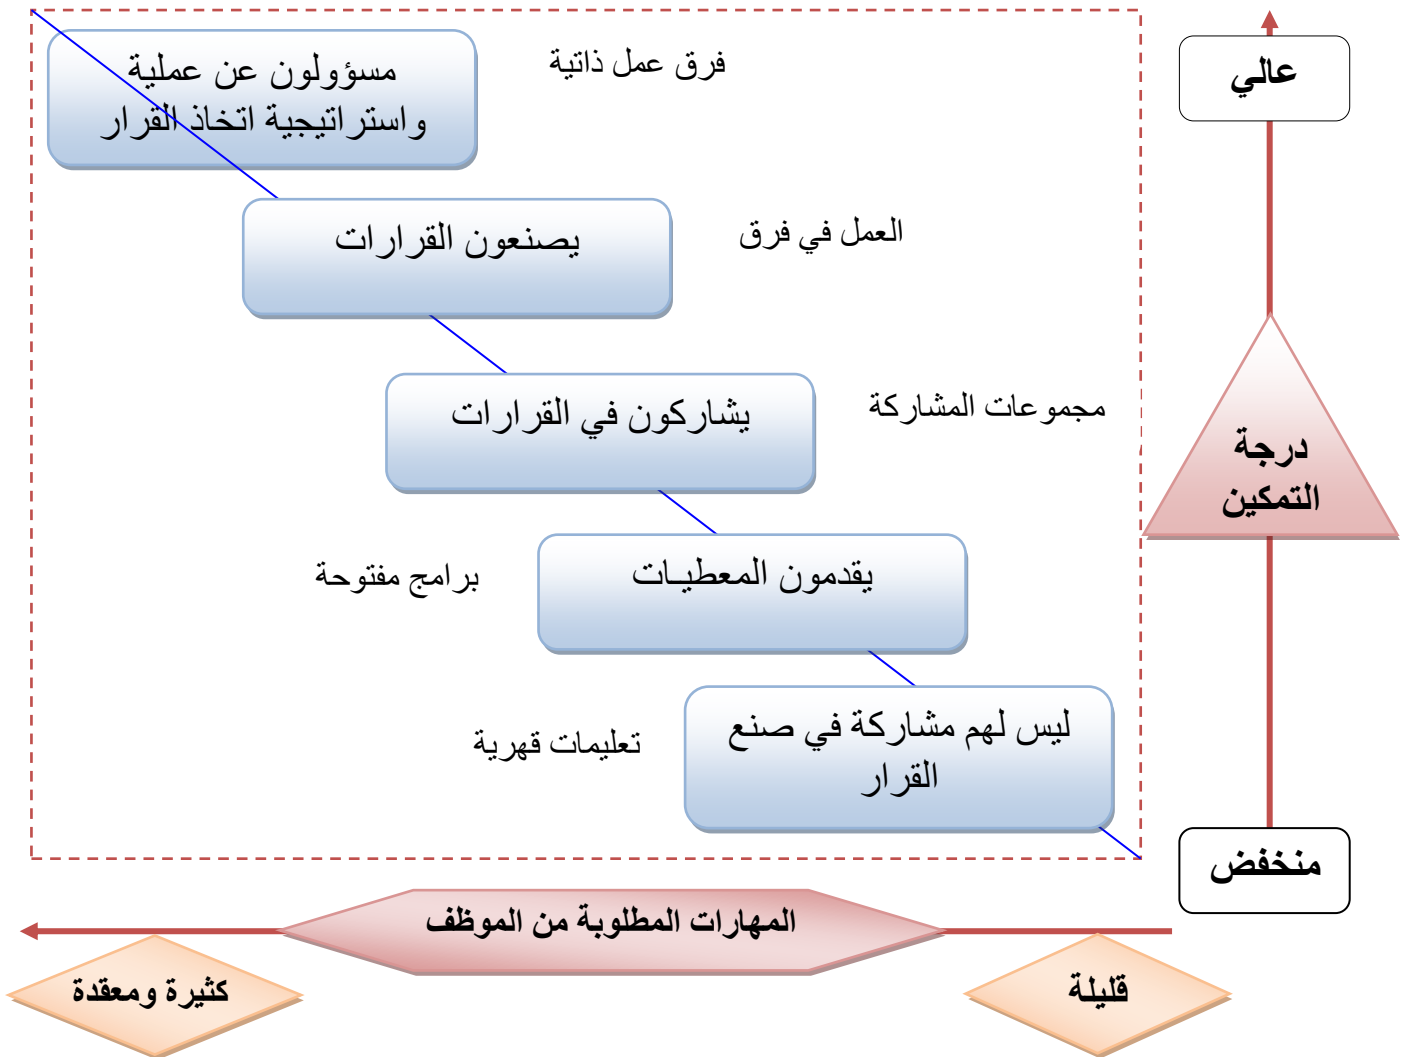 عالي
فرق عمل ذاتية
مسؤولون عن عملية
واستراتيجية اتخاذ القرار
العمل في فرق
يصنعون القرارات
مجموعات المشاركة
يشاركون في القرارات
درجة
التمكين
يقدمون المعطيـات
برامج مفتوحة
ليس لهم مشاركة في صنع
القرار
تعليمات قهرية
منخفض
المهارات المطلوبة من الموظف
قليلة
كثيرة ومعقدة